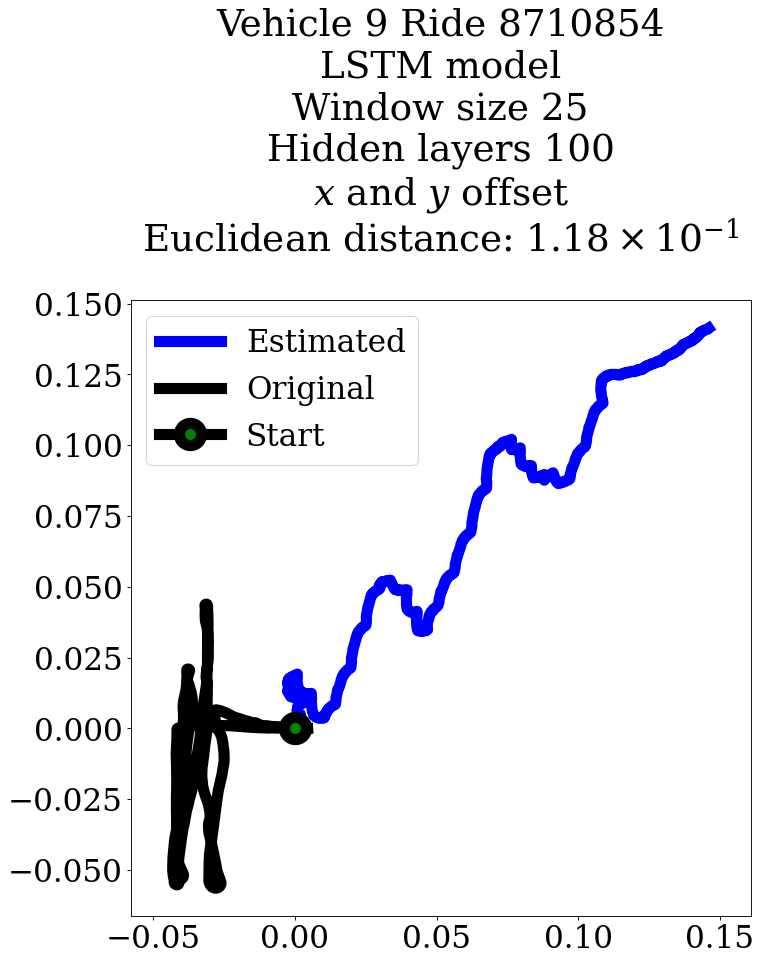 Vehicle 9 Ride 8710854
LSTM model
Window size 25
Hidden layers 100
x and y offset
Euclidean distance: 1.18 × 10⁻¹
0.150
0.125
0.100
0.075
0.050
0.025
0.000
−0.025
−0.050
Estimated
Original
Start
−0.05 0.00 0.05 0.10 0.15